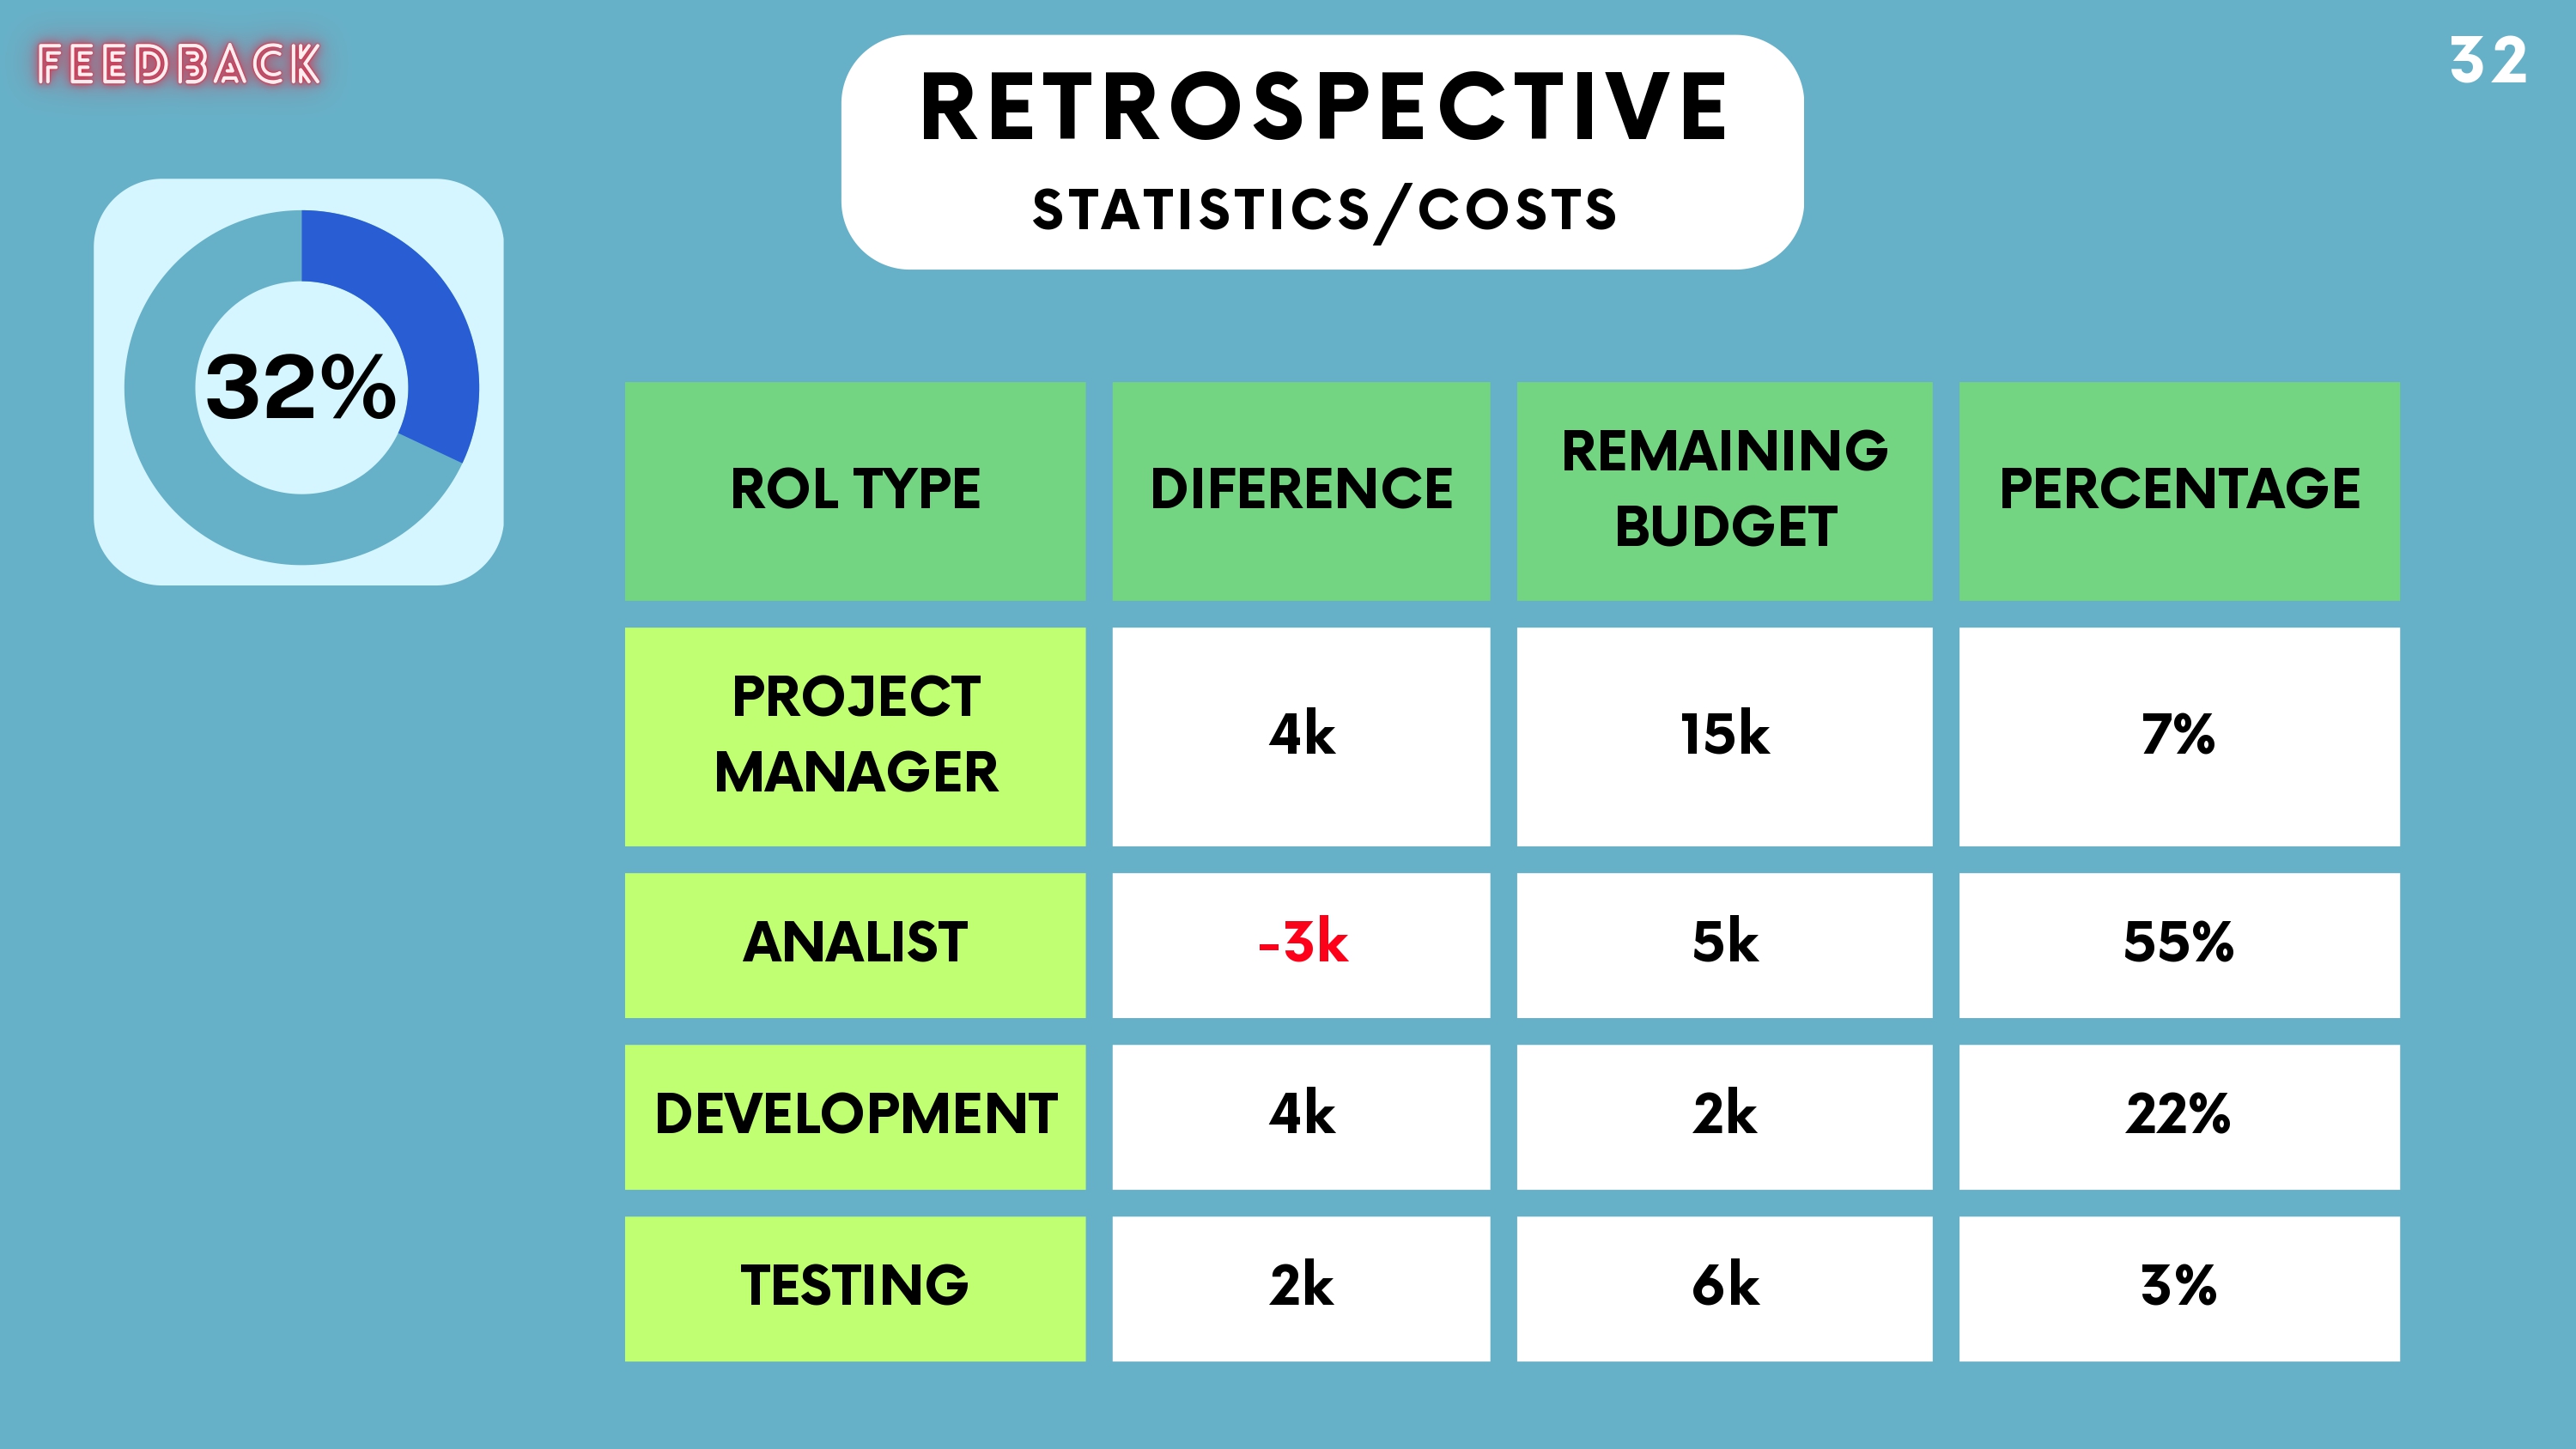 FEEDBACK
32
RETROSPECTIVE
STATISTICS/COSTS
32%
ROL TYPE
DIFERENCE
REMAINING
BUDGET
PERCENTAGE
PROJECT
MANAGER
4k
15k
7%
ANALIST
-3k
5k
55%
DEVELOPMENT
4k
2k
22%
TESTING
2k
6k
3%